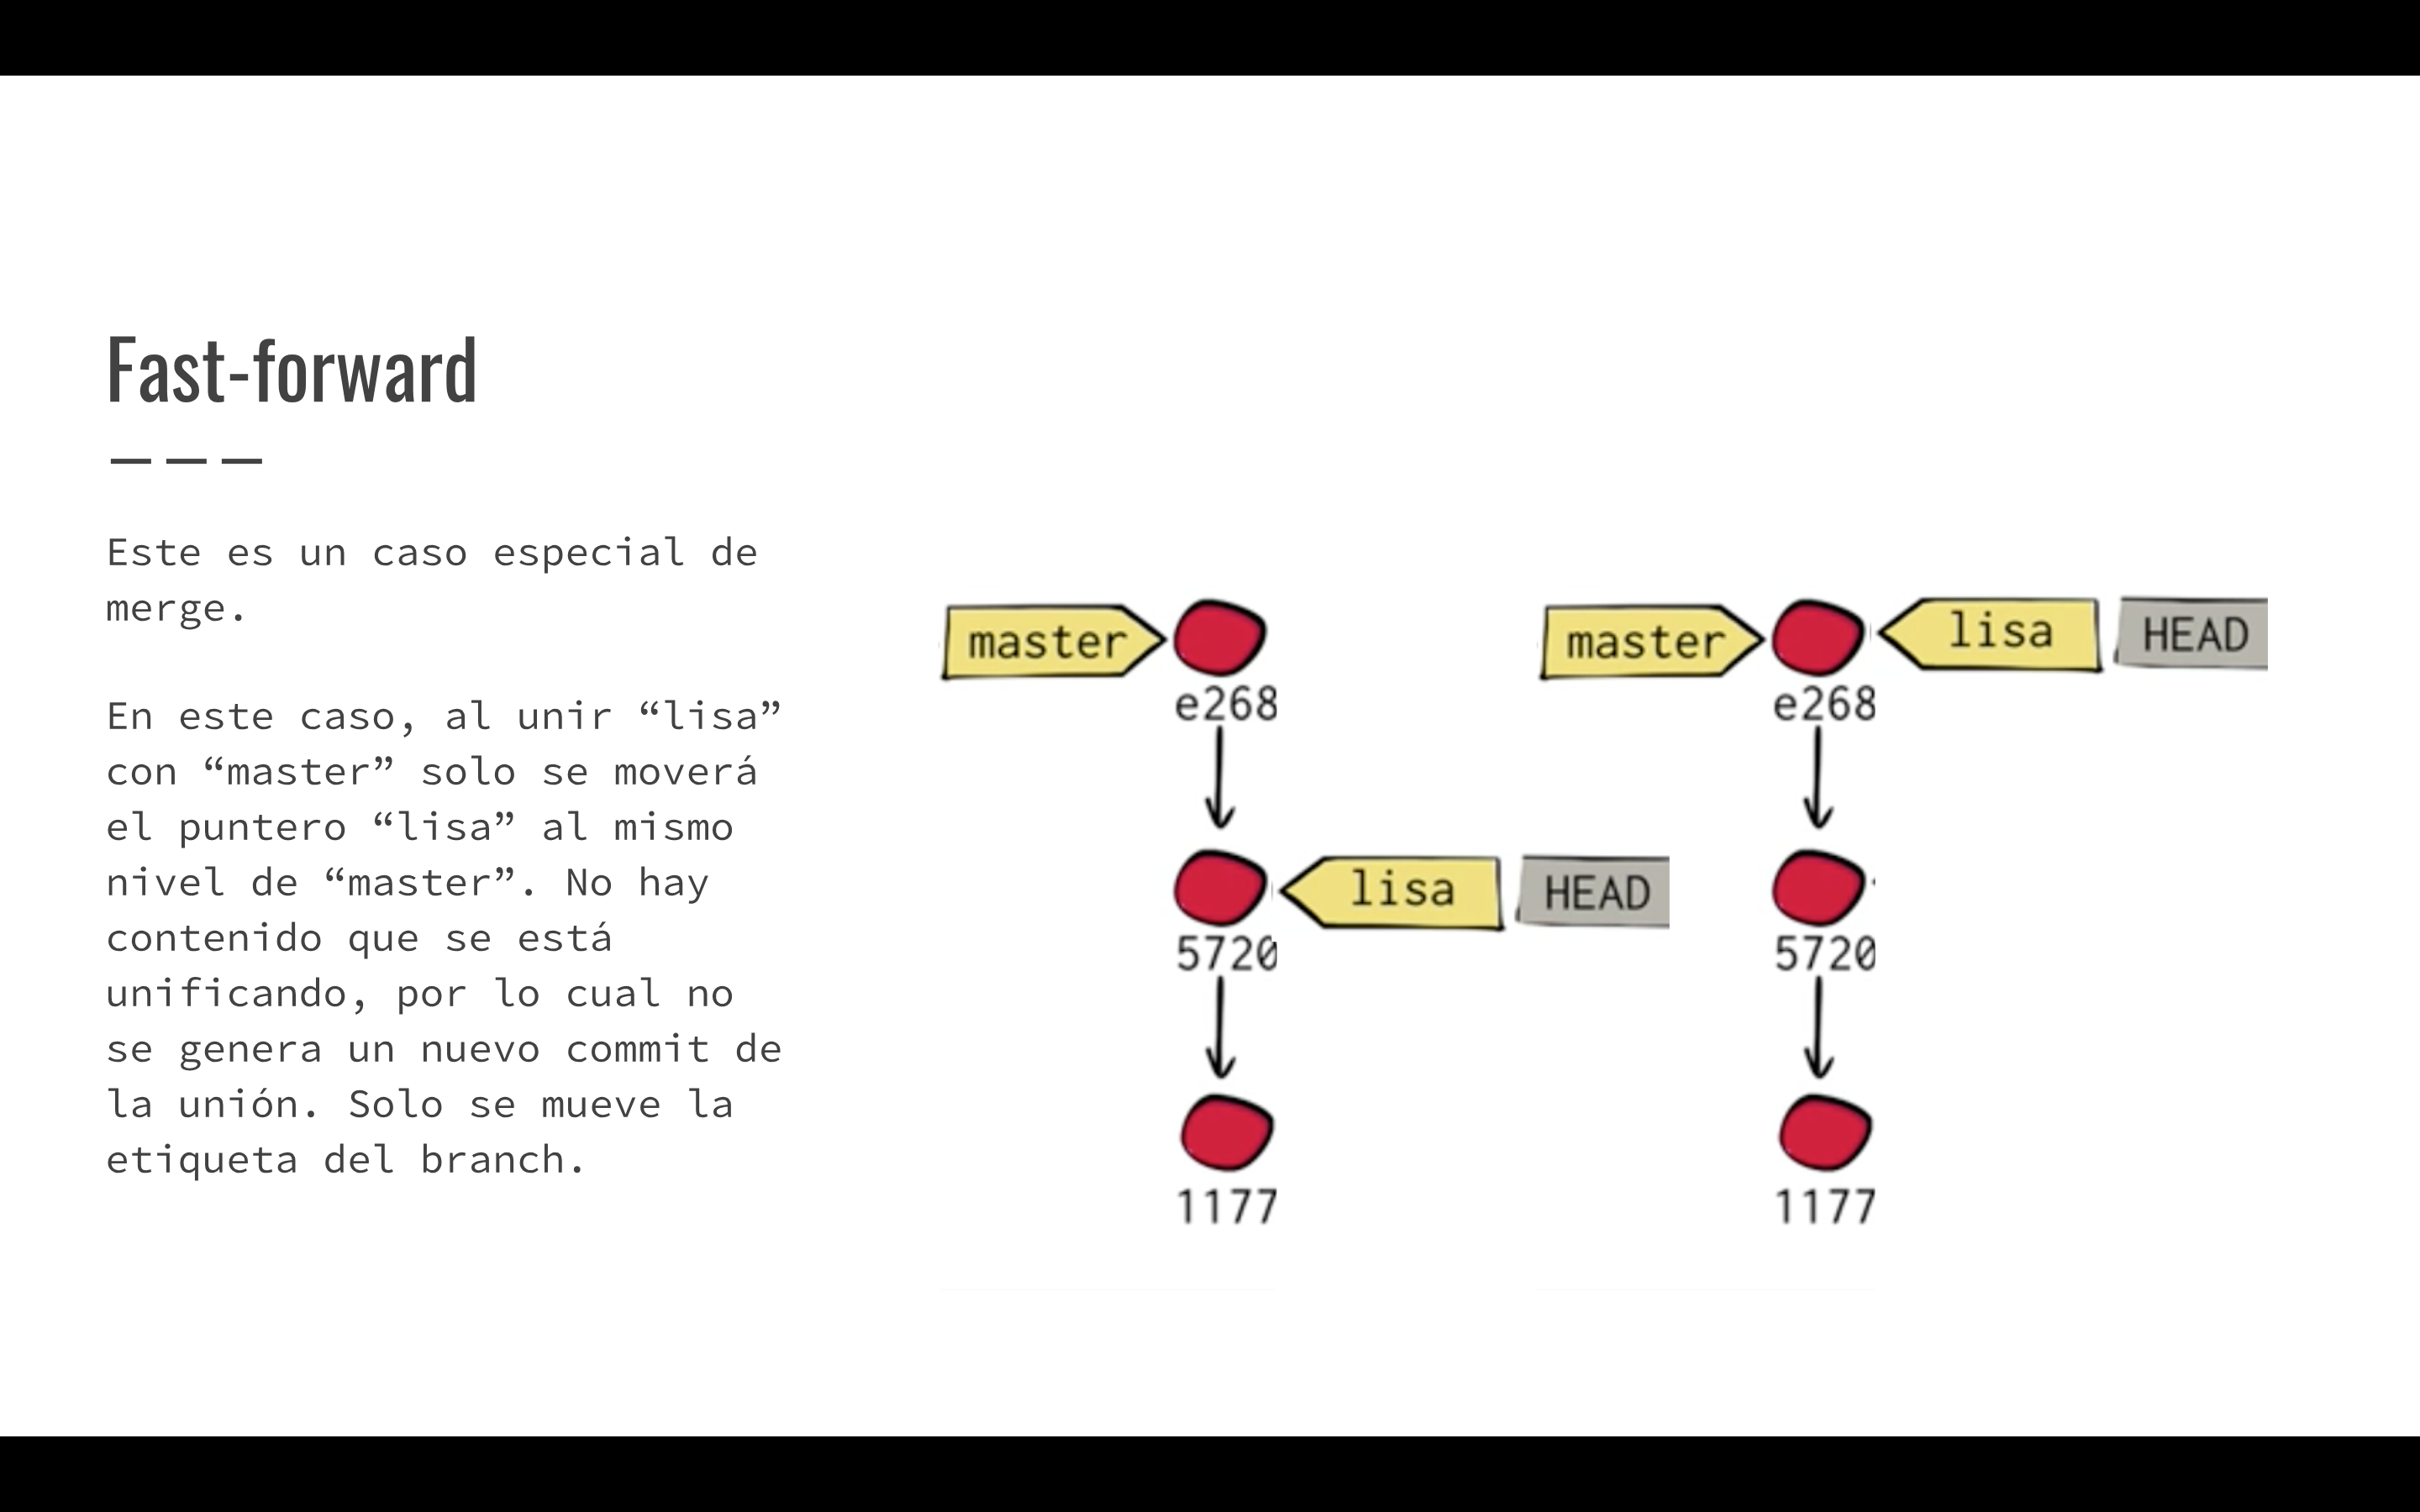 Fast-forward
Este es un caso especial de
merge.
En este caso, al unir “lisa”
con “master” solo se moverá
el puntero “lisa” al mismo
nivel de “master”. No hay
contenido que se está
unificando, por lo cual no
se genera un nuevo commit de
la unión. Solo se mueve la
etiqueta del branch.
master
e268
lisa HEAD
5720
1177
master lisa HEAD
e268
5720
1177